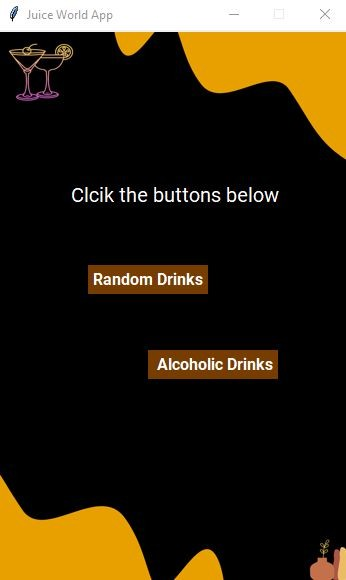 Juice World App
Clcik the buttons below
Random Drinks
Alcoholic Drinks